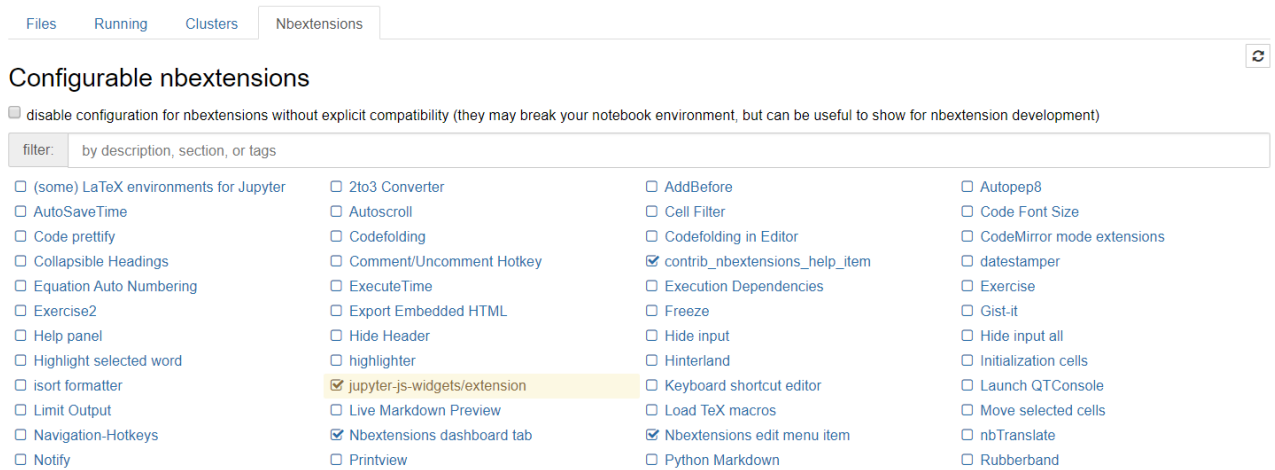 Files Running Clusters Nbextensions
Configurable nbextensions
disable configuration for nbextensions without explicit compatibility (they may break your notebook environment, but can be useful to show for nbextension development)
filter: by description, section, or tags
(some) LaTeX environments for Jupyter 2to3 Converter AddBefore Autopep8
AutoSaveTime Autoscroll Cell Filter Code Font Size
Code prettify Codefolding Codefolding in Editor CodeMirror mode extensions
Collapsible Headings Comment/Uncomment Hotkey contrib_nbextensions_help_item datestamper
Equation Auto Numbering ExecuteTime Execution Dependencies Exercise
Exercise2 Export Embedded HTML Freeze Gist-it
Help panel Hide Header Hide input Hide input all
Highlight selected word highlighter Hinterland Initialization cells
isort formatter jupyter-js-widgets/extension Keyboard shortcut editor Launch QTConsole
Limit Output Live Markdown Preview Load TeX macros Move selected cells
Navigation-Hotkeys Nbextensions dashboard tab Nbextensions edit menu item nbTranslate
Notify Printview Python Markdown Rubberband